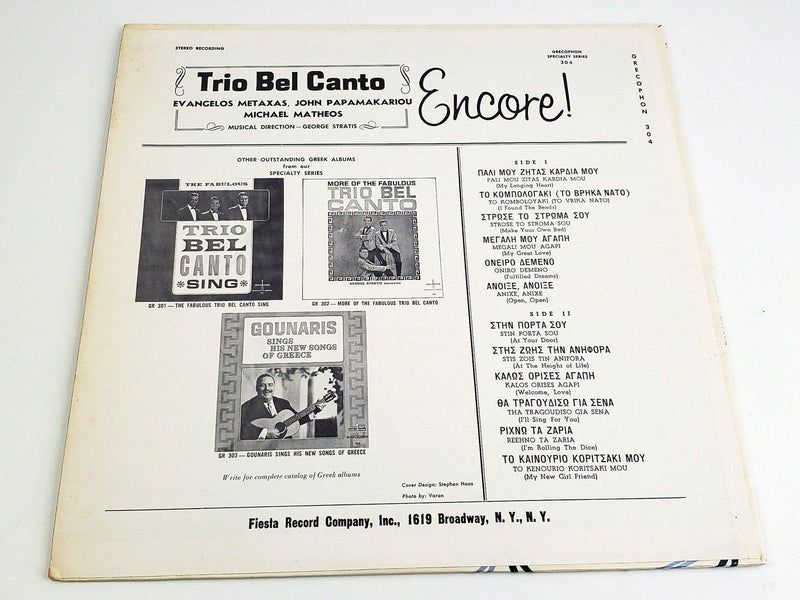 STEREO RECORDING
GRECOPHON
SPECIALTY SERIES
304
GRECOPHON 304
Trio Bel Canto
EVANGELOS METAXAS, JOHN PAPAMAKARIOU
MICHAEL MATHEOS
MUSICAL DIRECTION—GEORGE STRATIS
Encore!
OTHER OUTSTANDING GREEK ALBUMS
from our
SPECIALTY SERIES
THE FABULOUS
TRIO
BEL
CANTO
SING
GR 301 — THE FABULOUS TRIO BEL CANTO SING
MORE OF THE FABULOUS
TRIO BEL
CANTO
GEORGE STRATIS ORCHESTRA
GR 302 — MORE OF THE FABULOUS TRIO BEL CANTO
GOUNARIS
SINGS
HIS NEW SONGS
OF GREECE
GR 303 — GOUNARIS SINGS HIS NEW SONGS OF GREECE
Write for complete catalog of Greek albums
Cover Design: Stephen Haas
Photo by: Varon
SIDE I
ΠΑΛΙ ΜΟΥ ΖΗΤΑΣ ΚΑΡΔΙΑ ΜΟΥ
PALI MOU ZITAS KARDIA MOU
(My Longing Heart)
ΤΟ ΚΟΜΠΟΛΟΓΑΚΙ (ΤΟ ΒΡΗΚΑ ΝΑΤΟ)
TO KOMBOLOYAKI (TO VRIKA NATO)
(I Found The Beads)
ΣΤΡΩΣΕ ΤΟ ΣΤΡΩΜΑ ΣΟΥ
STROSE TO STROMA SOU
(Make Your Own Bed)
ΜΕΓΑΛΗ ΜΟΥ ΑΓΑΠΗ
MEGALI MOU AGAPI
(My Great Love)
ΟΝΕΙΡΟ ΔΕΜΕΝΟ
ONIRO DEMENO
(Fulfilled Dreams)
ΑΝΟΙΞΕ, ΑΝΟΙΞΕ
ANIXE, ANIXE
(Open, Open)
SIDE II
ΣΤΗΝ ΠΟΡΤΑ ΣΟΥ
STIN PORTA SOU
(At Your Door)
ΣΤΗΣ ΖΩΗΣ ΤΗΝ ΑΝΗΦΟΡΑ
STIS ZOIS TIN ANIFORA
(At The Height of Life)
ΚΑΛΩΣ ΟΡΙΣΕΣ ΑΓΑΠΗ
KALOS ORISES AGAPI
(Welcome, Love)
ΘΑ ΤΡΑΓΟΥΔΙΣΩ ΓΙΑ ΣΕΝΑ
THA TRAGOUDISO GIA SENA
(I'll Sing For You)
ΡΙΧΝΩ ΤΑ ΖΑΡΙΑ
REEHNO TA ZARIA
(I'm Rolling The Dice)
ΤΟ ΚΑΙΝΟΥΡΙΟ ΚΟΡΙΤΣΑΚΙ ΜΟΥ
TO KENOURIO KORITSAKI MOU
(My New Girl Friend)
Fiesta Record Company, Inc., 1619 Broadway, N. Y., N. Y.